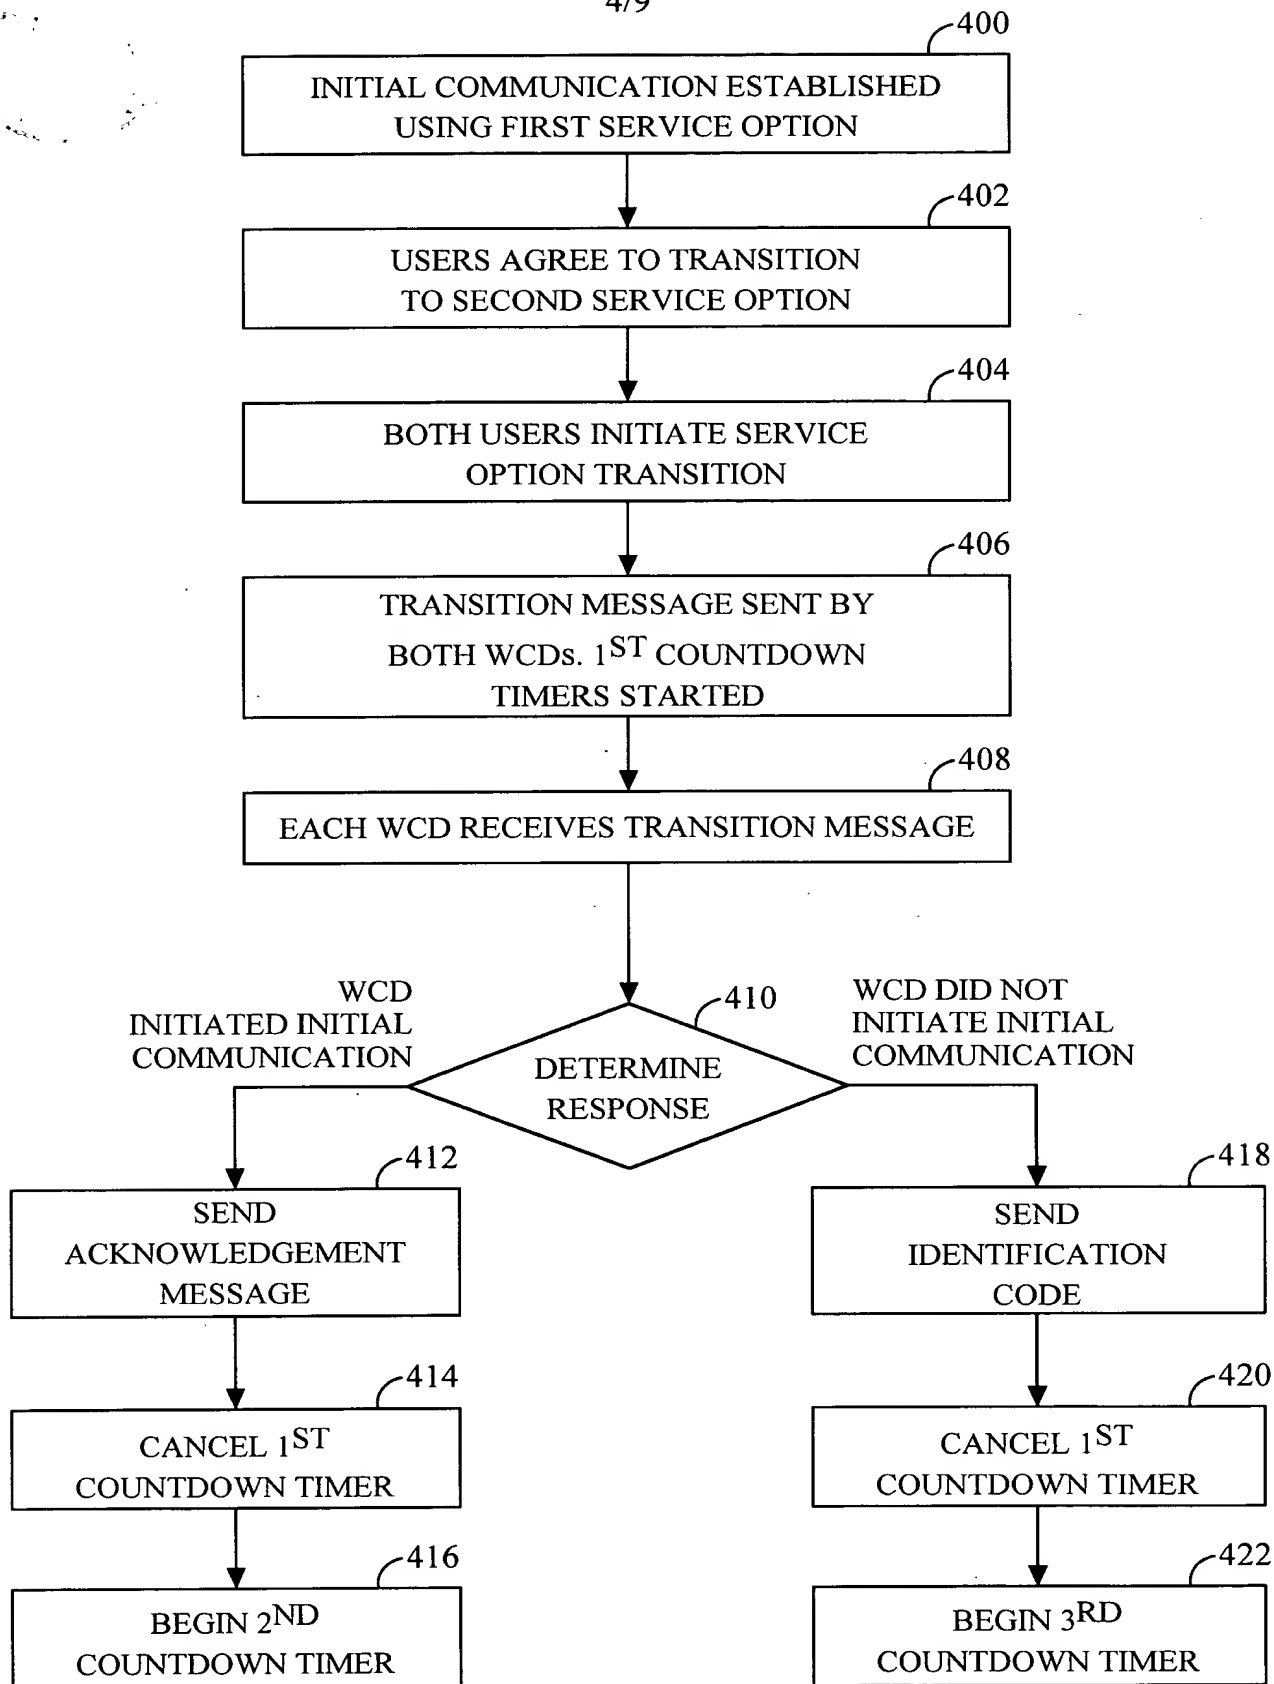 4/9
400
INITIAL COMMUNICATION ESTABLISHED
USING FIRST SERVICE OPTION
402
USERS AGREE TO TRANSITION
TO SECOND SERVICE OPTION
404
BOTH USERS INITIATE SERVICE
OPTION TRANSITION
406
TRANSITION MESSAGE SENT BY
BOTH WCDs. 1ST COUNTDOWN
TIMERS STARTED
408
EACH WCD RECEIVES TRANSITION MESSAGE
WCD
INITIATED INITIAL
COMMUNICATION
410
DETERMINE
RESPONSE
WCD DID NOT
INITIATE INITIAL
COMMUNICATION
412
SEND
ACKNOWLEDGEMENT
MESSAGE
414
CANCEL 1ST
COUNTDOWN TIMER
416
BEGIN 2ND
COUNTDOWN TIMER
418
SEND
IDENTIFICATION
CODE
420
CANCEL 1ST
COUNTDOWN TIMER
422
BEGIN 3RD
COUNTDOWN TIMER